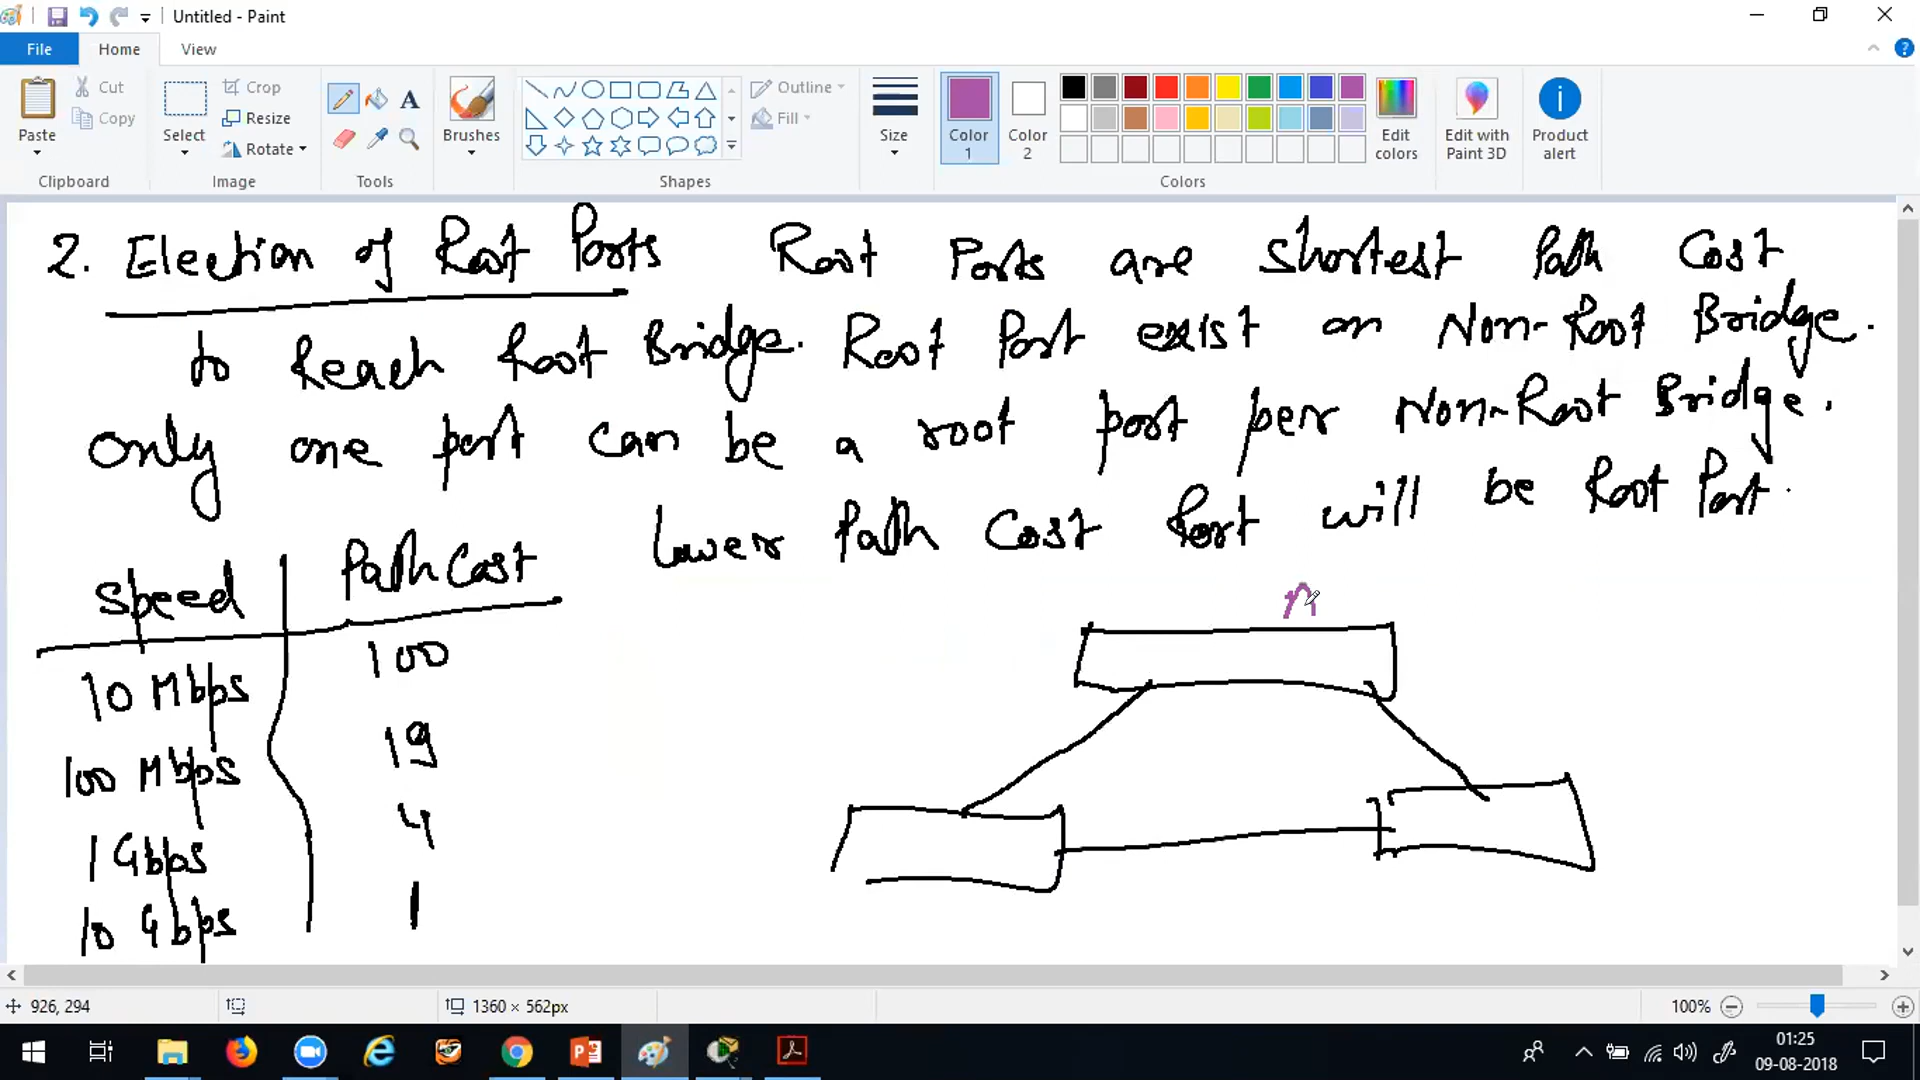 Untitled - Paint
File Home View
Paste
Cut
Copy
Clipboard
Select
Crop
Resize
Rotate
Image
Tools
Brushes
Shapes
Outline
Fill
Size
Color 1
Color 2
Edit colors
Colors
Edit with Paint 3D
Product alert
2. Election of Root Ports Root Ports are shortest Path Cost
to Reach Root Bridge. Root Port exist on Non-Root Bridge.
only one port can be a root port per Non-Root Bridge.
Lower Path Cost Port will be Root Port.
Speed Path Cost
10 Mbps 100
100 Mbps 19
1 Gbps 4
10 Gbps 1
926, 294
1360 × 562px
100%
01:25
09-08-2018